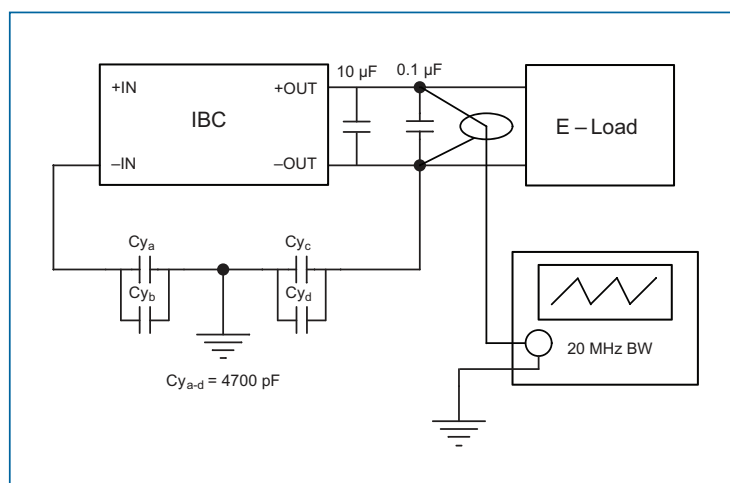 10 µF
0.1 µF
+IN
+OUT
IBC
E – Load
–IN
–OUT
Cya
Cyc
Cyb
Cyd
20 MHz BW
Cya-d = 4700 pF